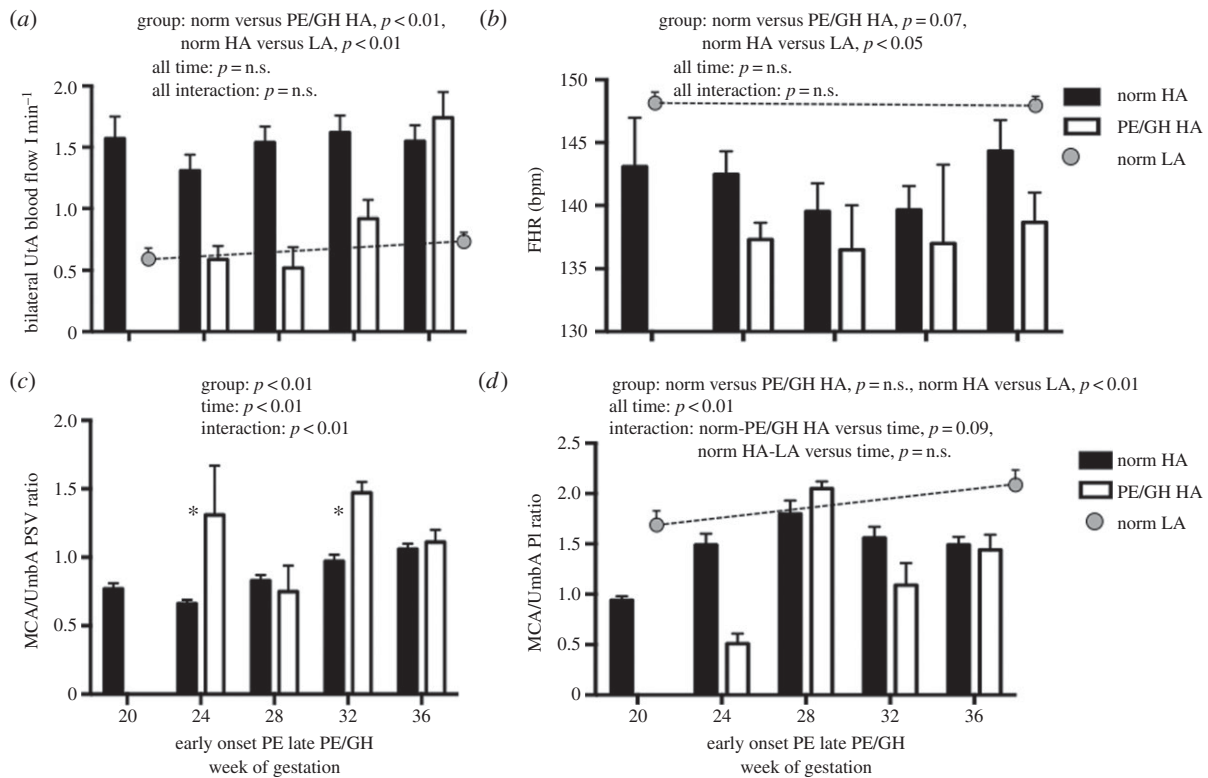 (a)
group: norm versus PE/GH HA, p < 0.01,
norm HA versus LA, p < 0.01
all time: p = n.s.
all interaction: p = n.s.
bilateral UtA blood flow l min⁻¹
2.0
1.5
1.0
0.5
0
(b)
group: norm versus PE/GH HA, p = 0.07,
norm HA versus LA, p < 0.05
all time: p = n.s.
all interaction: p = n.s.
FHR (bpm)
150
145
140
135
130
norm HA
PE/GH HA
norm LA
(c)
group: p < 0.01
time: p < 0.01
interaction: p < 0.01
MCA/UmbA PSV ratio
2.0
1.5
1.0
0.5
0
*
*
20 24 28 32 36
early onset PE late PE/GH
week of gestation
(d)
group: norm versus PE/GH HA, p = n.s., norm HA versus LA, p < 0.01
all time: p < 0.01
interaction: norm-PE/GH HA versus time, p = 0.09,
norm HA-LA versus time, p = n.s.
MCA/UmbA PI ratio
2.5
2.0
1.5
1.0
0.5
0
20 24 28 32 36
early onset PE late PE/GH
week of gestation
norm HA
PE/GH HA
norm LA